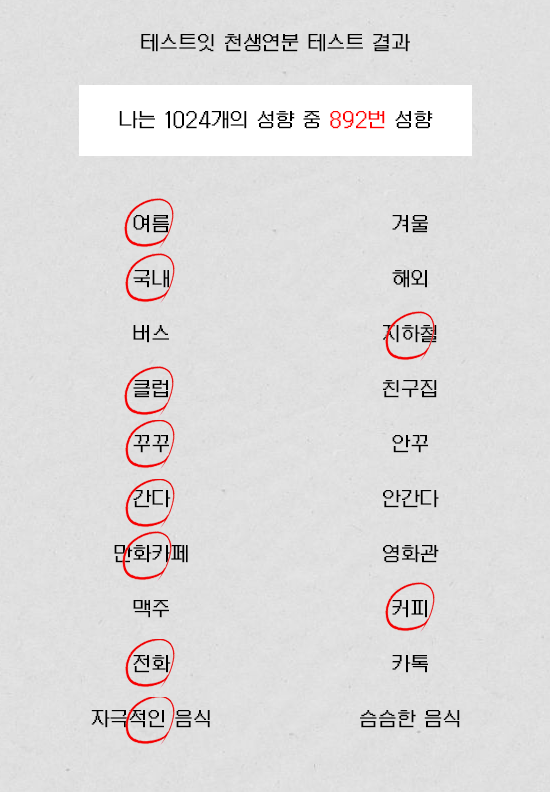 테스트잇 천생연분 테스트 결과
나는 1024개의 성향 중 892번 성향
여름 겨울
국내 해외
버스 지하철
클럽 친구집
꾸꾸 안꾸
간다 안간다
만화카페 영화관
맥주 커피
전화 카톡
자극적인 음식 슴슴한 음식